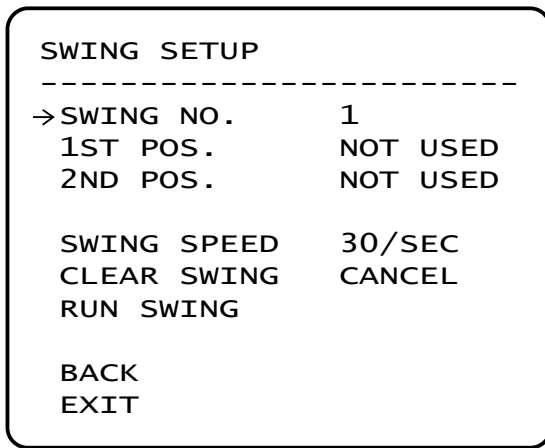 SWING SETUP
------------------------
→SWING NO. 1
1ST POS. NOT USED
2ND POS. NOT USED
SWING SPEED 30/SEC
CLEAR SWING CANCEL
RUN SWING
BACK
EXIT